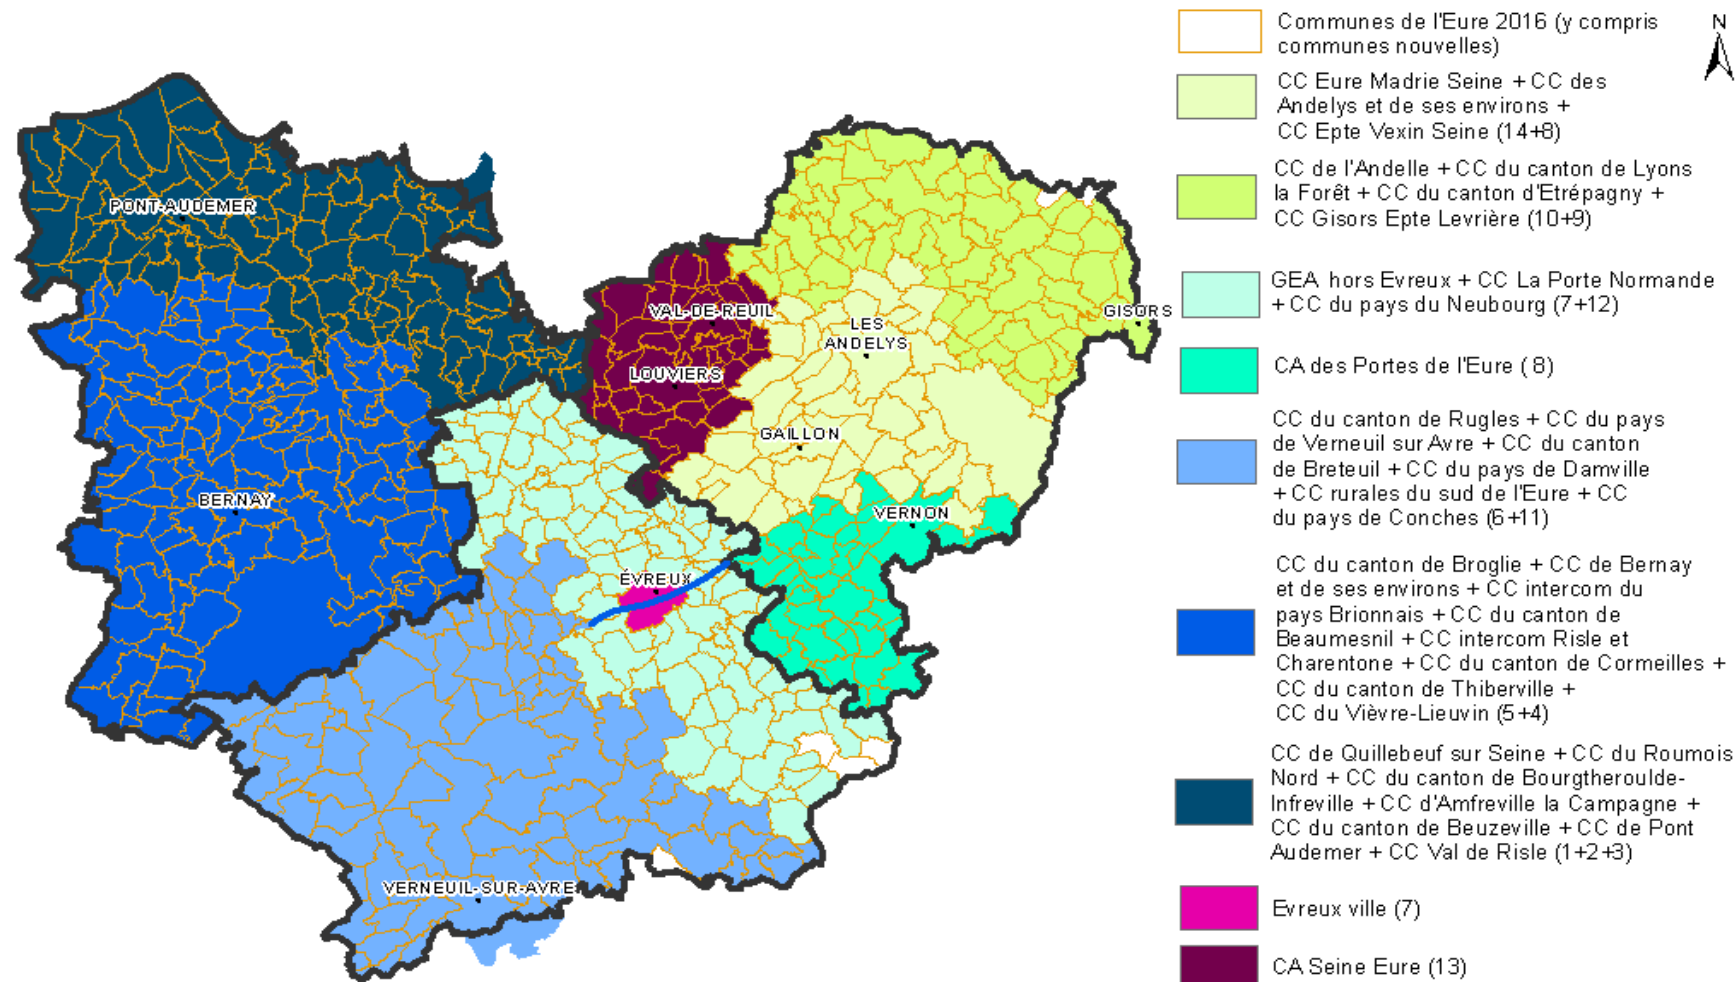 PONT-AUDEMER
VAL-DE-REUIL
LES
ANDELYS
GISORS
LOUVIERS
GAILLON
BERNAY
VERNON
ÉVREUX
VERNEUIL-SUR-AVRE
N
Communes de l'Eure 2016 (y compris
communes nouvelles)
CC Eure Madrie Seine + CC des
Andelys et de ses environs +
CC Epte Vexin Seine (14+8)
CC de l'Andelle + CC du canton de Lyons
la Forêt + CC du canton d'Etrépagny +
CC Gisors Epte Levrière (10+9)
GEA hors Evreux + CC La Porte Normande
+ CC du pays du Neubourg (7+12)
CA des Portes de l'Eure (8)
CC du canton de Rugles + CC du pays
de Verneuil sur Avre + CC du canton
de Breteuil + CC du pays de Damville
+ CC rurales du sud de l'Eure + CC
du pays de Conches (6+11)
CC du canton de Broglie + CC de Bernay
et de ses environs + CC intercom du
pays Brionnais + CC du canton de
Beaumesnil + CC intercom Risle et
Charentone + CC du canton de Cormeilles +
CC du canton de Thiberville +
CC du Vièvre-Lieuvin (5+4)
CC de Quillebeuf sur Seine + CC du Roumois
Nord + CC du canton de Bourgtheroulde-
Infreville + CC d'Amfreville la Campagne +
CC du canton de Beuzeville + CC de Pont
Audemer + CC Val de Risle (1+2+3)
Evreux ville (7)
CA Seine Eure (13)